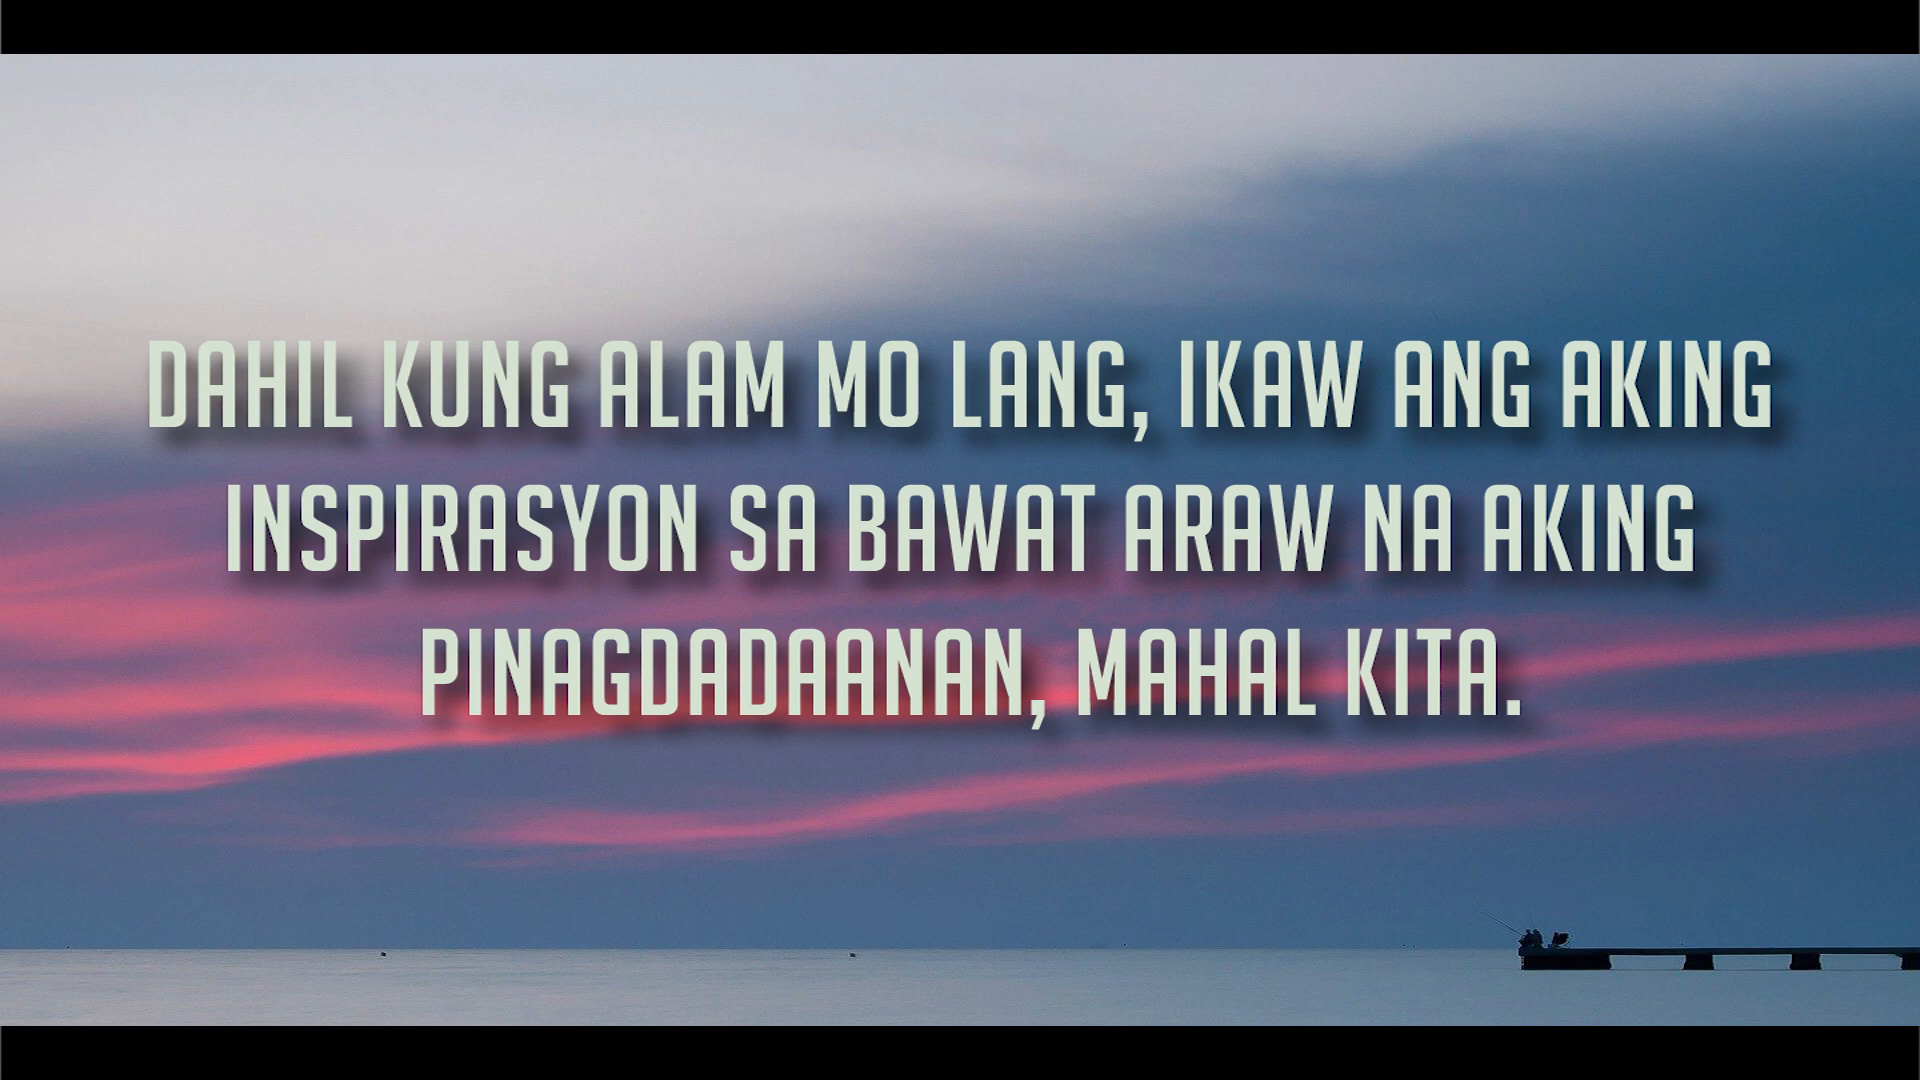 DAHIL KUNG ALAM MO LANG, IKAW ANG AKING
INSPIRASYON SA BAWAT ARAW NA AKING
PINAGDADAANAN, MAHAL KITA.